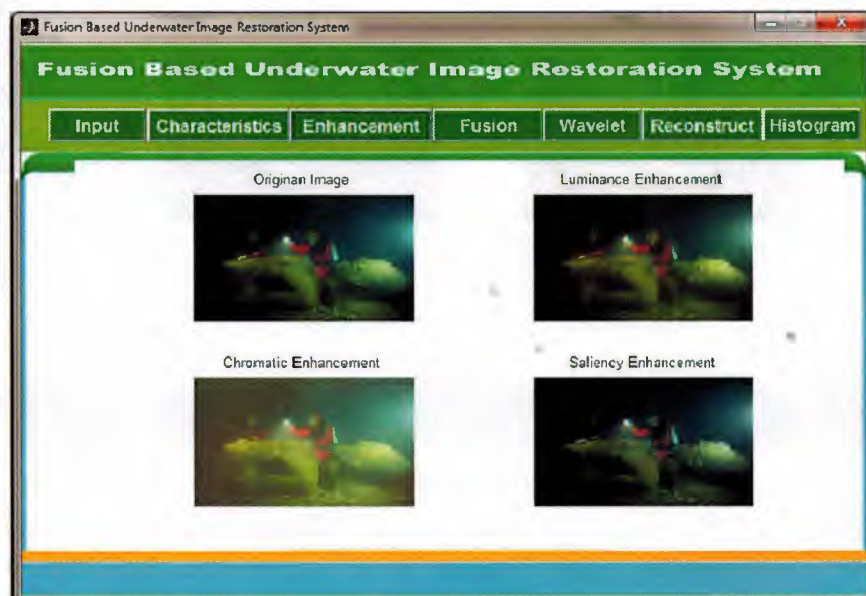 Fusion Based Underwater Image Restoration System
Fusion Based Underwater Image Restoration System
Input Characteristics Enhancement Fusion Wavelet Reconstruct Histogram
Originan Image Luminance Enhancement
Chromatic Enhancement Saliency Enhancement